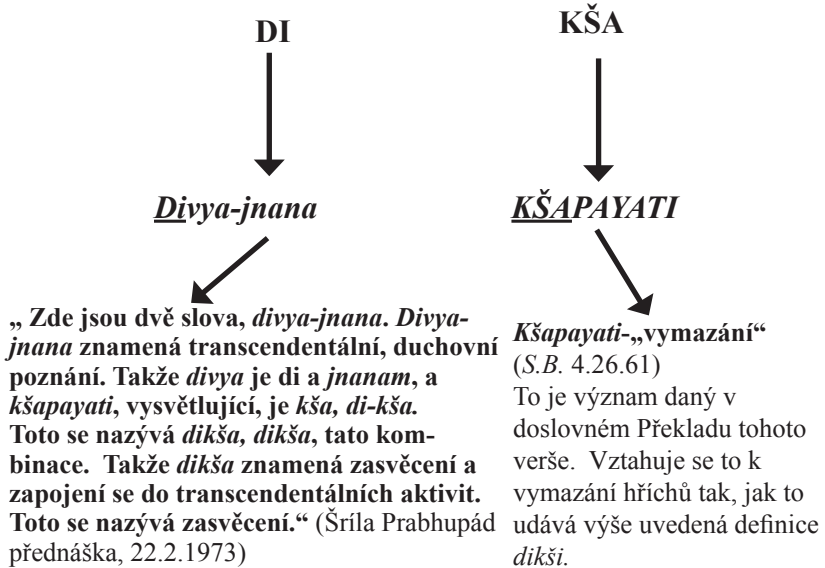 DI
KŠA
Divya-jnana
KŠAPAYATI
„ Zde jsou dvě slova, divya-jnana. Divya-
jnana znamená transcendentální, duchovní
poznání. Takže divya je di a jnanam, a
kšapayati, vysvětlující, je kša, di-kša.
Toto se nazývá dikša, dikša, tato kom-
binace.  Takže dikša znamená zasvěcení a
zapojení se do transcendentálních aktivit.
Toto se nazývá zasvěcení.“ (Šríla Prabhupád
přednáška, 22.2.1973)
Kšapayati-„vymazání“
(S.B. 4.26.61)
To je význam daný v
doslovném Překladu tohoto
verše.  Vztahuje se to k
vymazání hříchů tak, jak to
udává výše uvedená definice
dikši.